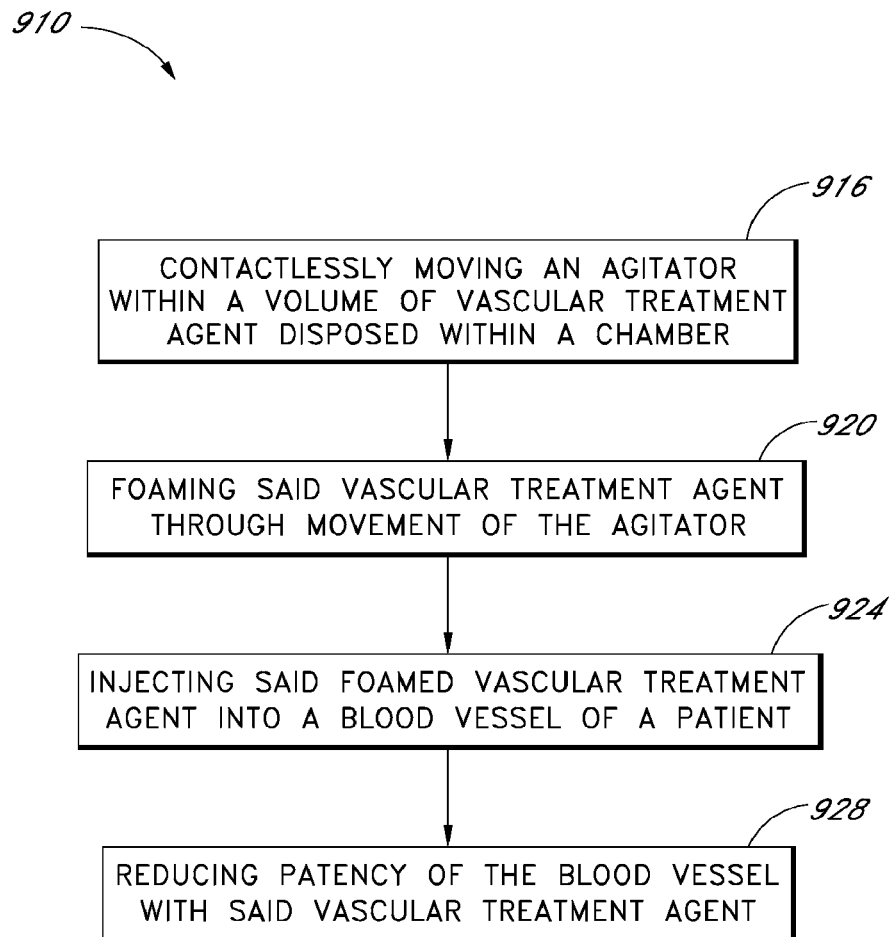 910
916
CONTACTLESSLY MOVING AN AGITATOR
WITHIN A VOLUME OF VASCULAR TREATMENT
AGENT DISPOSED WITHIN A CHAMBER
920
FOAMING SAID VASCULAR TREATMENT AGENT
THROUGH MOVEMENT OF THE AGITATOR
924
INJECTING SAID FOAMED VASCULAR TREATMENT
AGENT INTO A BLOOD VESSEL OF A PATIENT
928
REDUCING PATENCY OF THE BLOOD VESSEL
WITH SAID VASCULAR TREATMENT AGENT